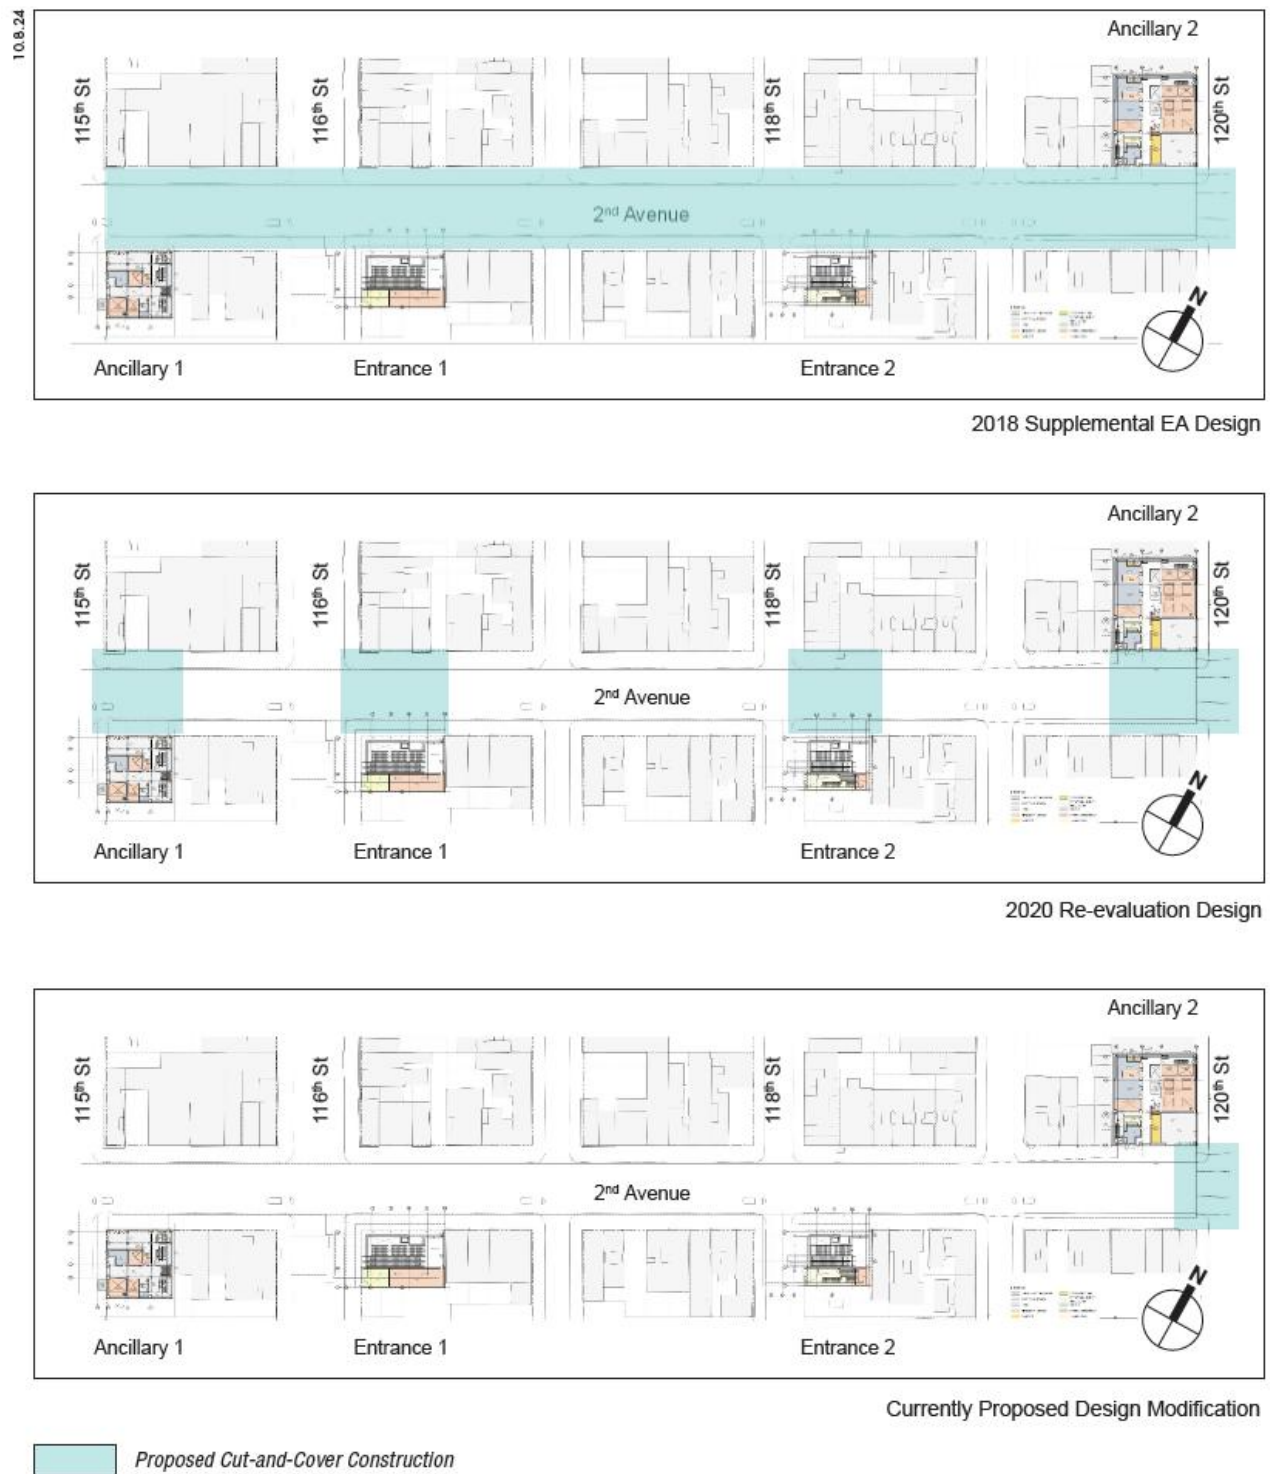 10.8.24
Ancillary 2
115th St
116th St
118th St
120th St
2nd Avenue
N
Ancillary 1
Entrance 1
Entrance 2
2018 Supplemental EA Design
Ancillary 2
115th St
116th St
118th St
120th St
2nd Avenue
N
Ancillary 1
Entrance 1
Entrance 2
2020 Re-evaluation Design
Ancillary 2
115th St
116th St
118th St
120th St
2nd Avenue
N
Ancillary 1
Entrance 1
Entrance 2
Currently Proposed Design Modification
Proposed Cut-and-Cover Construction